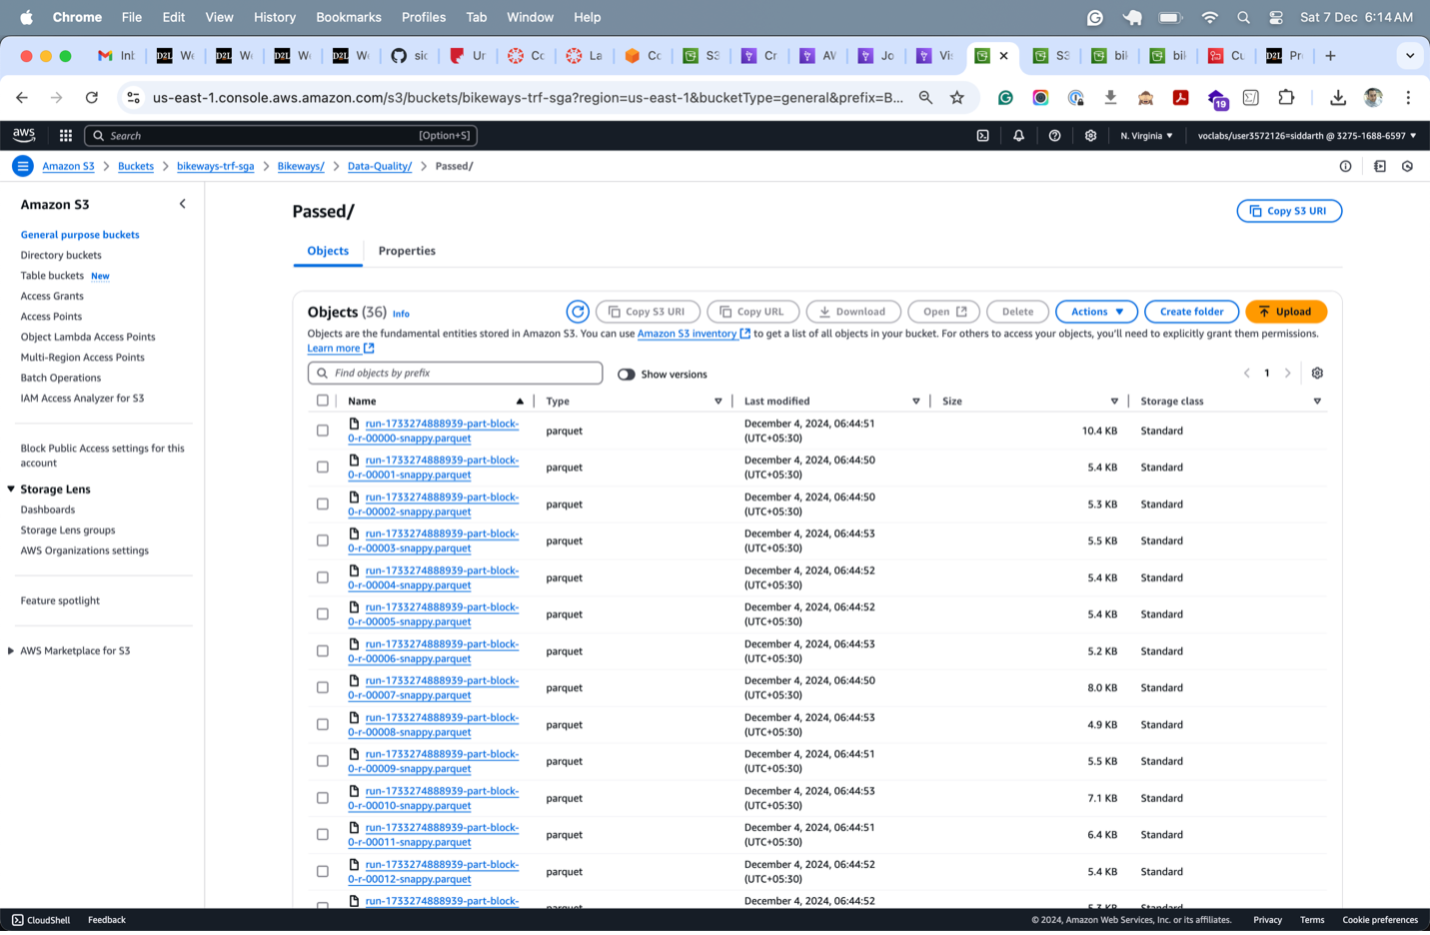 Chrome File Edit View History Bookmarks Profiles Tab Window Help Sat 7 Dec 6:14 AM
Inb D2L We D2L We D2L We D2L We sid Ur Co La Co S3 Cr AV Jo Vi S3 bil bil Cu D2L Pr
us-east-1.console.aws.amazon.com/s3/buckets/bikeways-trf-sga?region=us-east-1&bucketType=general&prefix=B... 19
aws Search [Option+S] N. Virginia voclabs/user3572126=siddarth @ 3275-1688-6597
Amazon S3 Buckets bikeways-trf-sga Bikeways/ Data-Quality/ Passed/
Amazon S3
General purpose buckets
Directory buckets
Table buckets New
Access Grants
Access Points
Object Lambda Access Points
Multi-Region Access Points
Batch Operations
IAM Access Analyzer for S3
Block Public Access settings for this
account
Storage Lens
Dashboards
Storage Lens groups
AWS Organizations settings
Feature spotlight
AWS Marketplace for S3
Passed/ Copy S3 URI
Objects Properties
Objects (36) Info Copy S3 URI Copy URL Download Open Delete Actions Create folder Upload
Objects are the fundamental entities stored in Amazon S3. You can use Amazon S3 inventory to get a list of all objects in your bucket. For others to access your objects, you'll need to explicitly grant them permissions.
Learn more
Find objects by prefix Show versions 1
Name Type Last modified Size Storage class
run-1733274888939-part-block- December 4, 2024, 06:44:51
0-r-00000-snappy.parquet parquet (UTC+05:30) 10.4 KB Standard
run-1733274888939-part-block- December 4, 2024, 06:44:50
0-r-00001-snappy.parquet parquet (UTC+05:30) 5.4 KB Standard
run-1733274888939-part-block- December 4, 2024, 06:44:50
0-r-00002-snappy.parquet parquet (UTC+05:30) 5.3 KB Standard
run-1733274888939-part-block- December 4, 2024, 06:44:53
0-r-00003-snappy.parquet parquet (UTC+05:30) 5.5 KB Standard
run-1733274888939-part-block- December 4, 2024, 06:44:52
0-r-00004-snappy.parquet parquet (UTC+05:30) 5.4 KB Standard
run-1733274888939-part-block- December 4, 2024, 06:44:52
0-r-00005-snappy.parquet parquet (UTC+05:30) 5.4 KB Standard
run-1733274888939-part-block- December 4, 2024, 06:44:53
0-r-00006-snappy.parquet parquet (UTC+05:30) 5.2 KB Standard
run-1733274888939-part-block- December 4, 2024, 06:44:50
0-r-00007-snappy.parquet parquet (UTC+05:30) 8.0 KB Standard
run-1733274888939-part-block- December 4, 2024, 06:44:53
0-r-00008-snappy.parquet parquet (UTC+05:30) 4.9 KB Standard
run-1733274888939-part-block- December 4, 2024, 06:44:51
0-r-00009-snappy.parquet parquet (UTC+05:30) 5.5 KB Standard
run-1733274888939-part-block- December 4, 2024, 06:44:53
0-r-00010-snappy.parquet parquet (UTC+05:30) 7.1 KB Standard
run-1733274888939-part-block- December 4, 2024, 06:44:51
0-r-00011-snappy.parquet parquet (UTC+05:30) 6.4 KB Standard
run-1733274888939-part-block- December 4, 2024, 06:44:52
0-r-00012-snappy.parquet parquet (UTC+05:30) 5.4 KB Standard
run-1733274888939-part-block- December 4, 2024, 06:44:52
parquet 5.3 KB Standard
CloudShell Feedback © 2024, Amazon Web Services, Inc. or its affiliates. Privacy Terms Cookie preferences